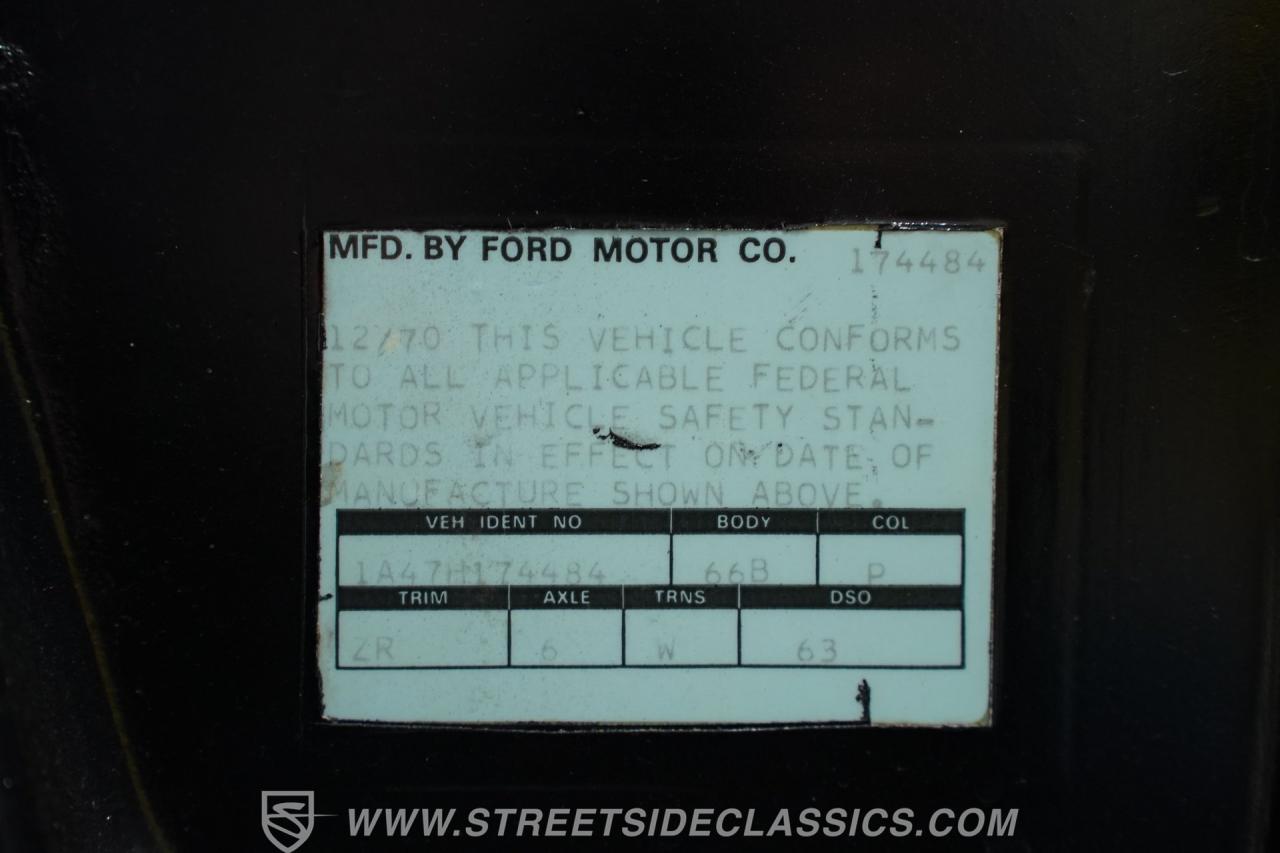 MFD. BY FORD MOTOR CO. 174484
12/70 THIS VEHICLE CONFORMS
TO ALL APPLICABLE FEDERAL
MOTOR VEHICLE SAFETY STAN-
DARDS IN EFFECT ON DATE OF
MANUFACTURE SHOWN ABOVE.
VEH IDENT NO BODY COL
1A47H174484 66B P
TRIM AXLE TRNS DSO
ZR 6 W 63
WWW.STREETSIDECLASSICS.COM